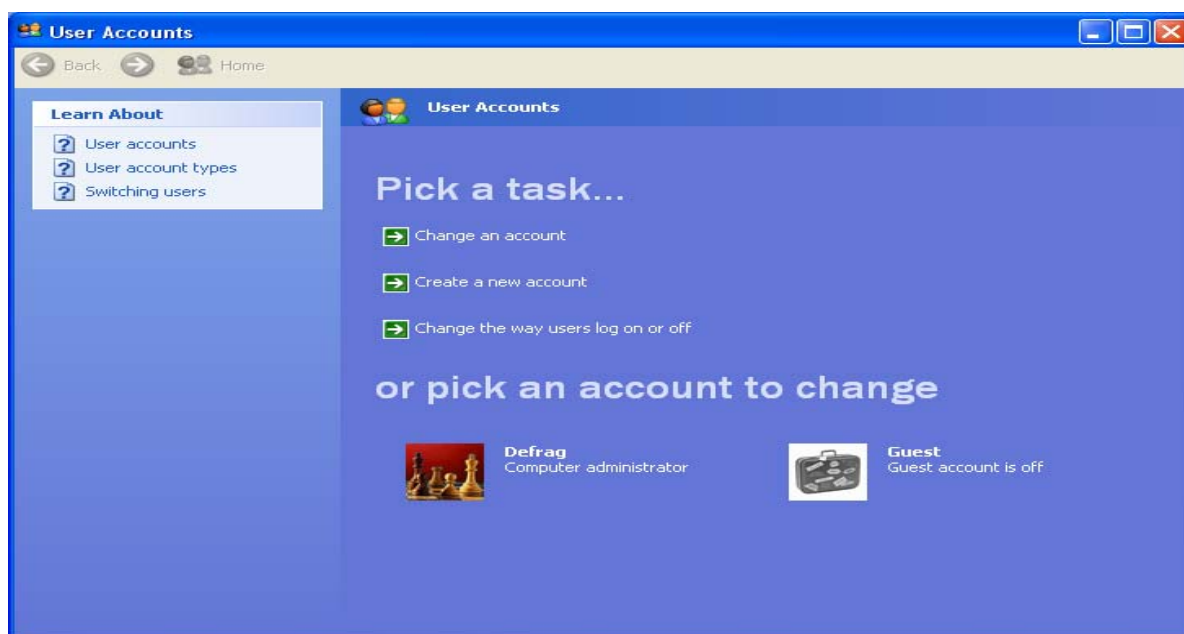 User Accounts
Back Home
Learn About
User accounts
User account types
Switching users
User Accounts
Pick a task...
Change an account
Create a new account
Change the way users log on or off
or pick an account to change
Defrag
Computer administrator
Guest
Guest account is off